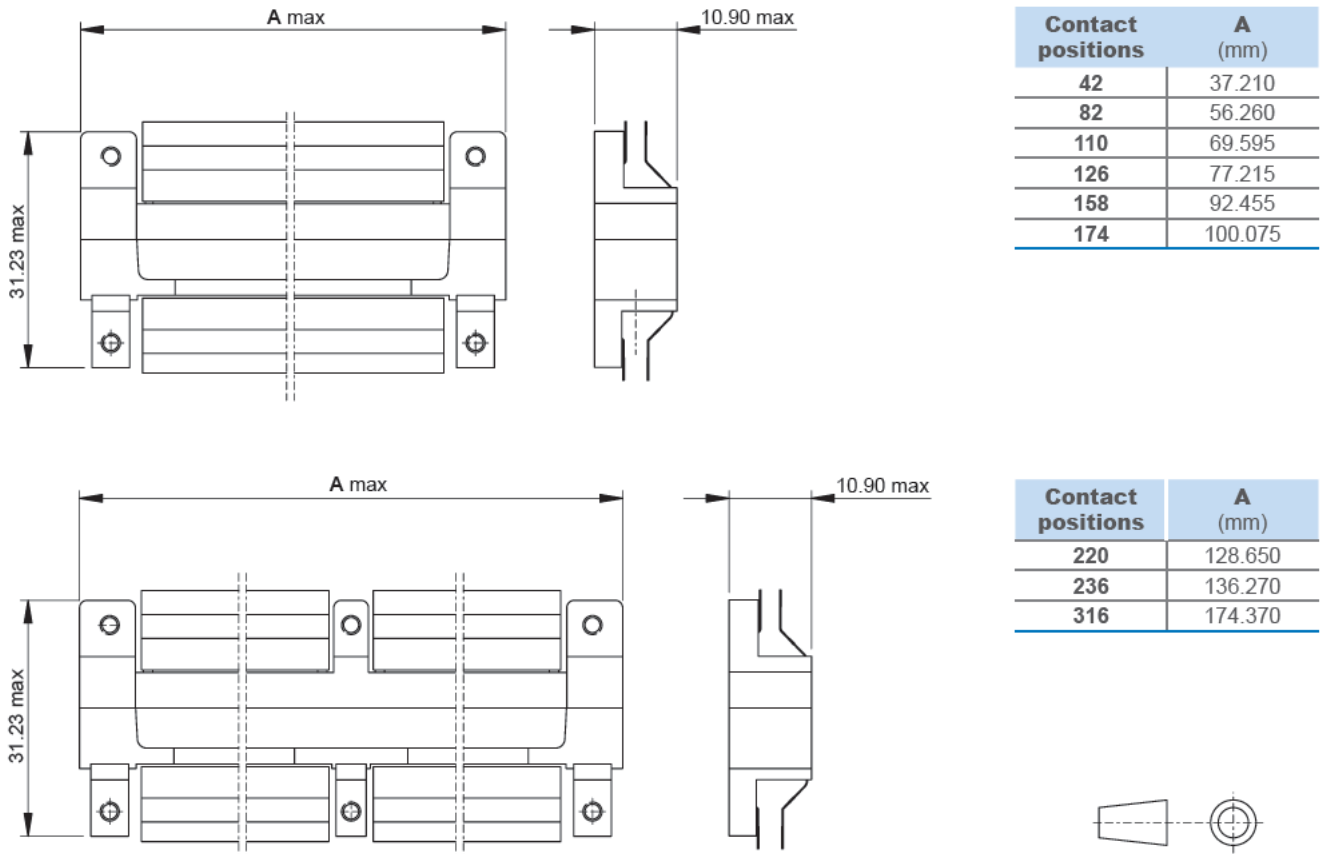 A max
10.90 max
31.23 max
Contact positions A (mm)
42 37.210
82 56.260
110 69.595
126 77.215
158 92.455
174 100.075
A max
10.90 max
31.23 max
Contact positions A (mm)
220 128.650
236 136.270
316 174.370